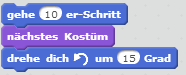 gehe 10 er-Schritt
nächstes Kostüm
drehe dich um 15 Grad